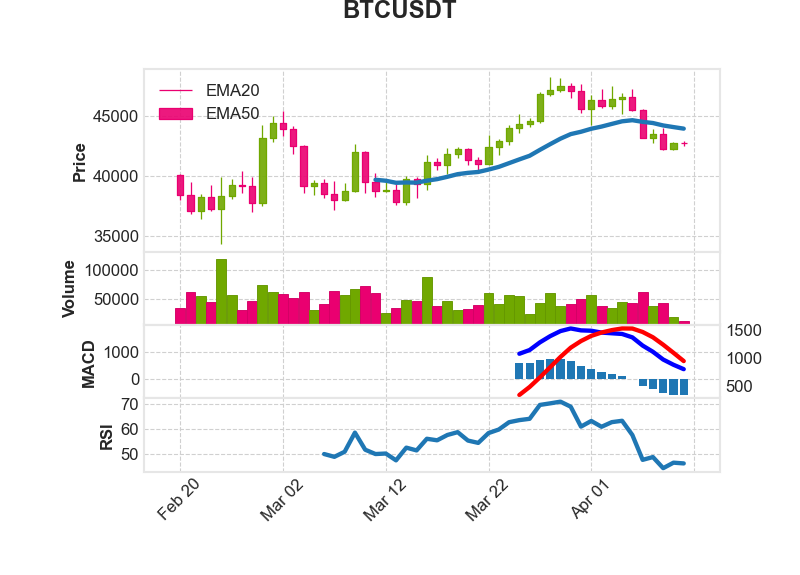 BTCUSDT
EMA20
EMA50
Price
45000
40000
35000
Volume
100000
50000
MACD
1000
0
1500
1000
500
RSI
70
60
50
Feb 20
Mar 02
Mar 12
Mar 22
Apr 01